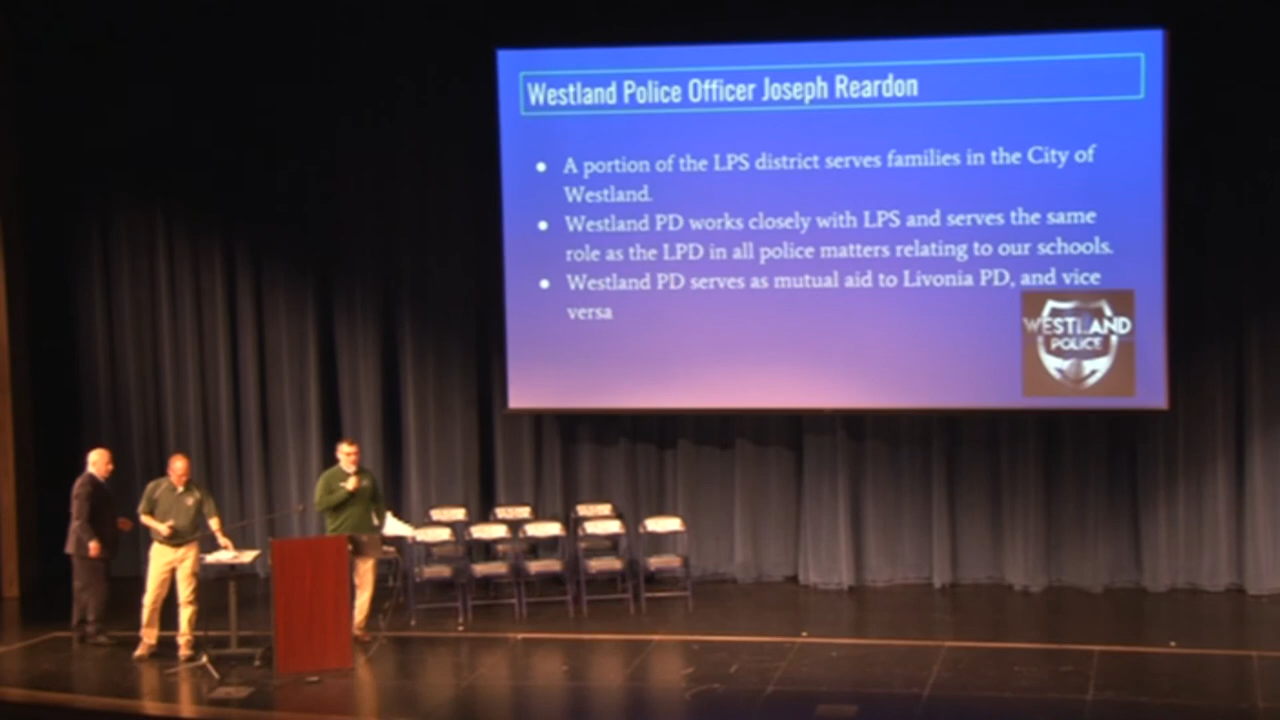 Westland Police Officer Joseph Reardon
A portion of the LPS district serves families in the City of
Westland.
Westland PD works closely with LPS and serves the same
role as the LPD in all police matters relating to our schools.
Westland PD serves as mutual aid to Livonia PD, and vice
versa
WESTLAND
POLICE